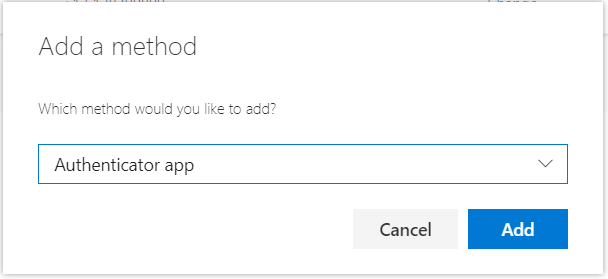 Add a method
Which method would you like to add?
Authenticator app
Cancel
Add